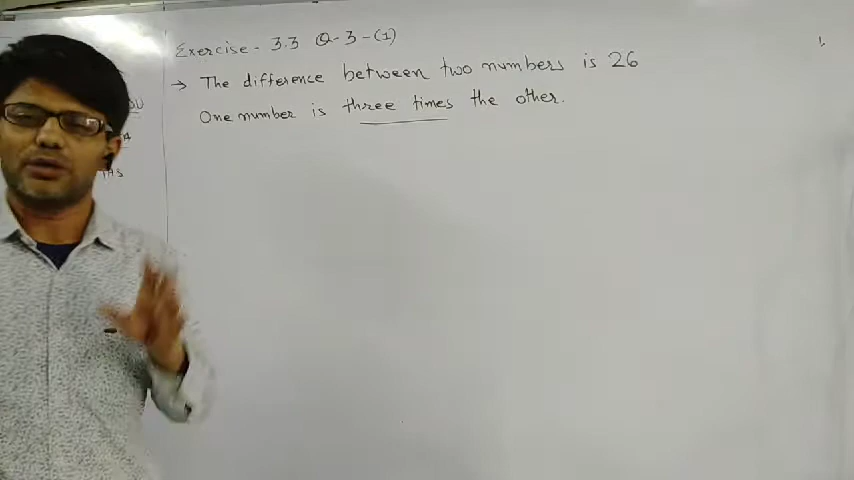 Exercise - 3.3 Q-3-(1)
→ The difference between two numbers is 26
One number is three times the other.